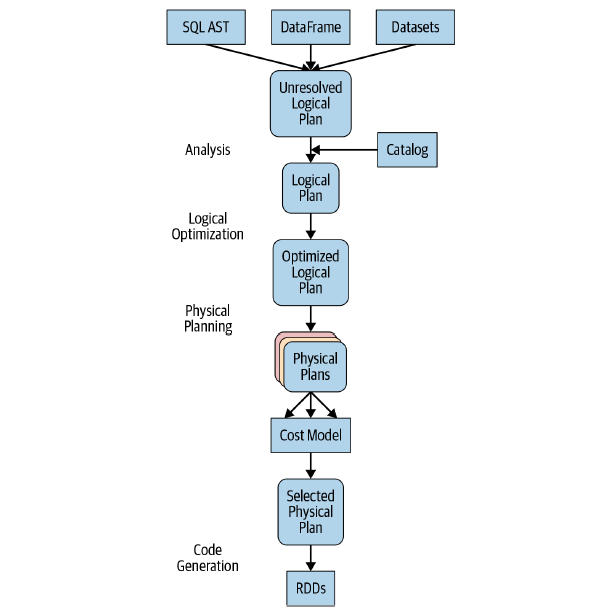 SQL AST
DataFrame
Datasets
Unresolved
Logical
Plan
Analysis
Catalog
Logical
Plan
Logical
Optimization
Optimized
Logical
Plan
Physical
Planning
Physical
Plans
Cost Model
Selected
Physical
Plan
Code
Generation
RDDs